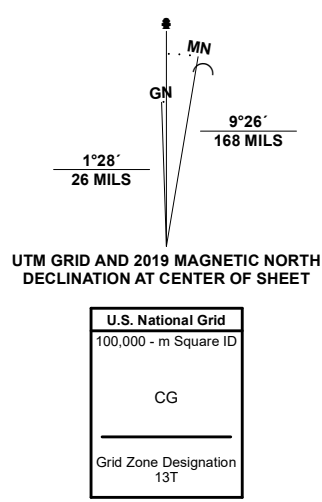 MN
GN
9°26´
168 MILS
1°28´
26 MILS
UTM GRID AND 2019 MAGNETIC NORTH
DECLINATION AT CENTER OF SHEET
U.S. National Grid
100,000 - m Square ID
CG
Grid Zone Designation
13T